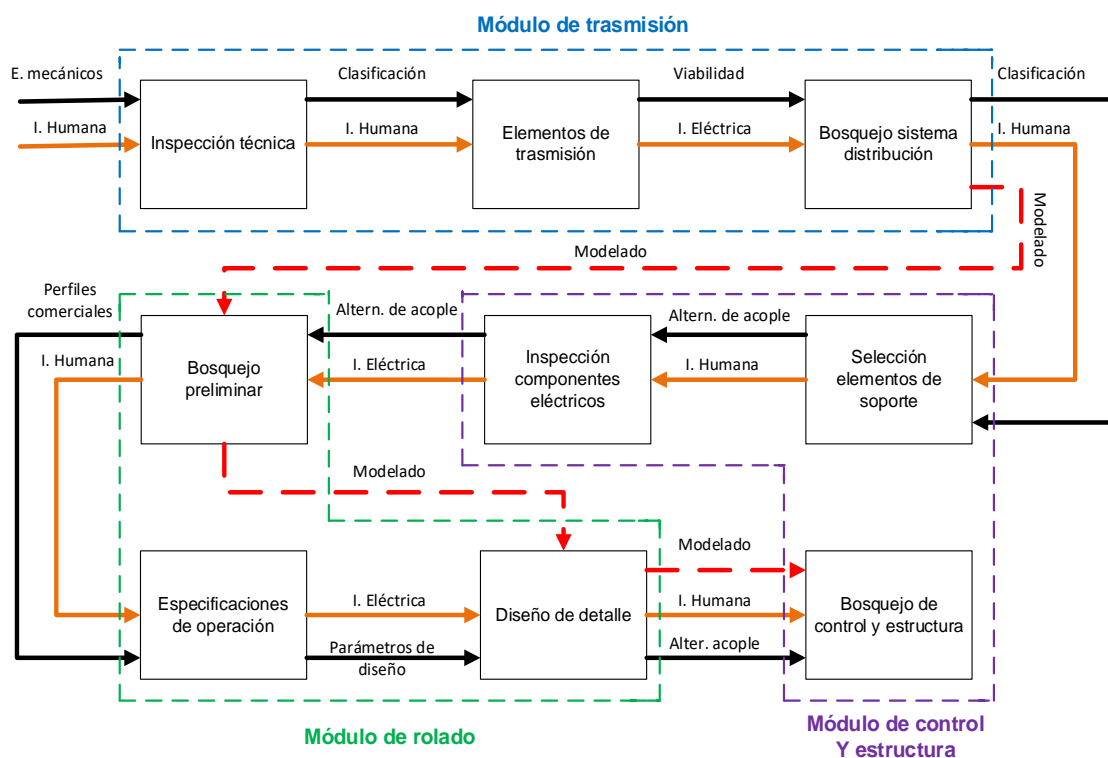 Módulo de trasmisión
E. mecánicos
Clasificación
Viabilidad
Clasificación
I. Humana
I. Humana
I. Eléctrica
I. Humana
Inspección técnica
Elementos de
trasmisión
Bosquejo sistema
distribución
Modelado
Modelado
Perfiles
comerciales
Altern. de acople
Altern. de acople
I. Humana
I. Eléctrica
I. Humana
Bosquejo
preliminar
Inspección
componentes
eléctricos
Selección
elementos de
soporte
Modelado
Modelado
I. Eléctrica
I. Humana
Especificaciones
de operación
Diseño de detalle
Bosquejo de
control y estructura
Parámetros de
diseño
Alter. acople
Módulo de rolado
Módulo de control
Y estructura